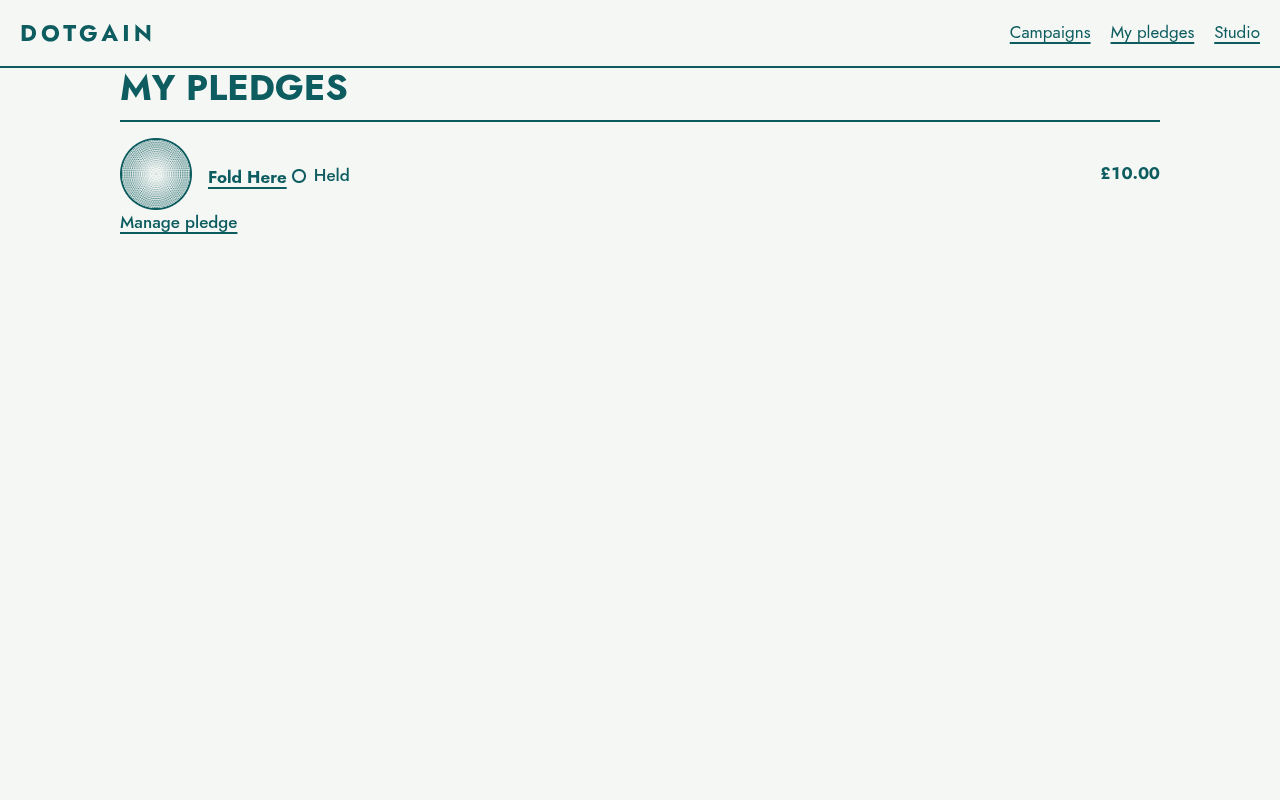 DOTGAIN
Campaigns My pledges Studio
MY PLEDGES
Fold Here Held £10.00
Manage pledge